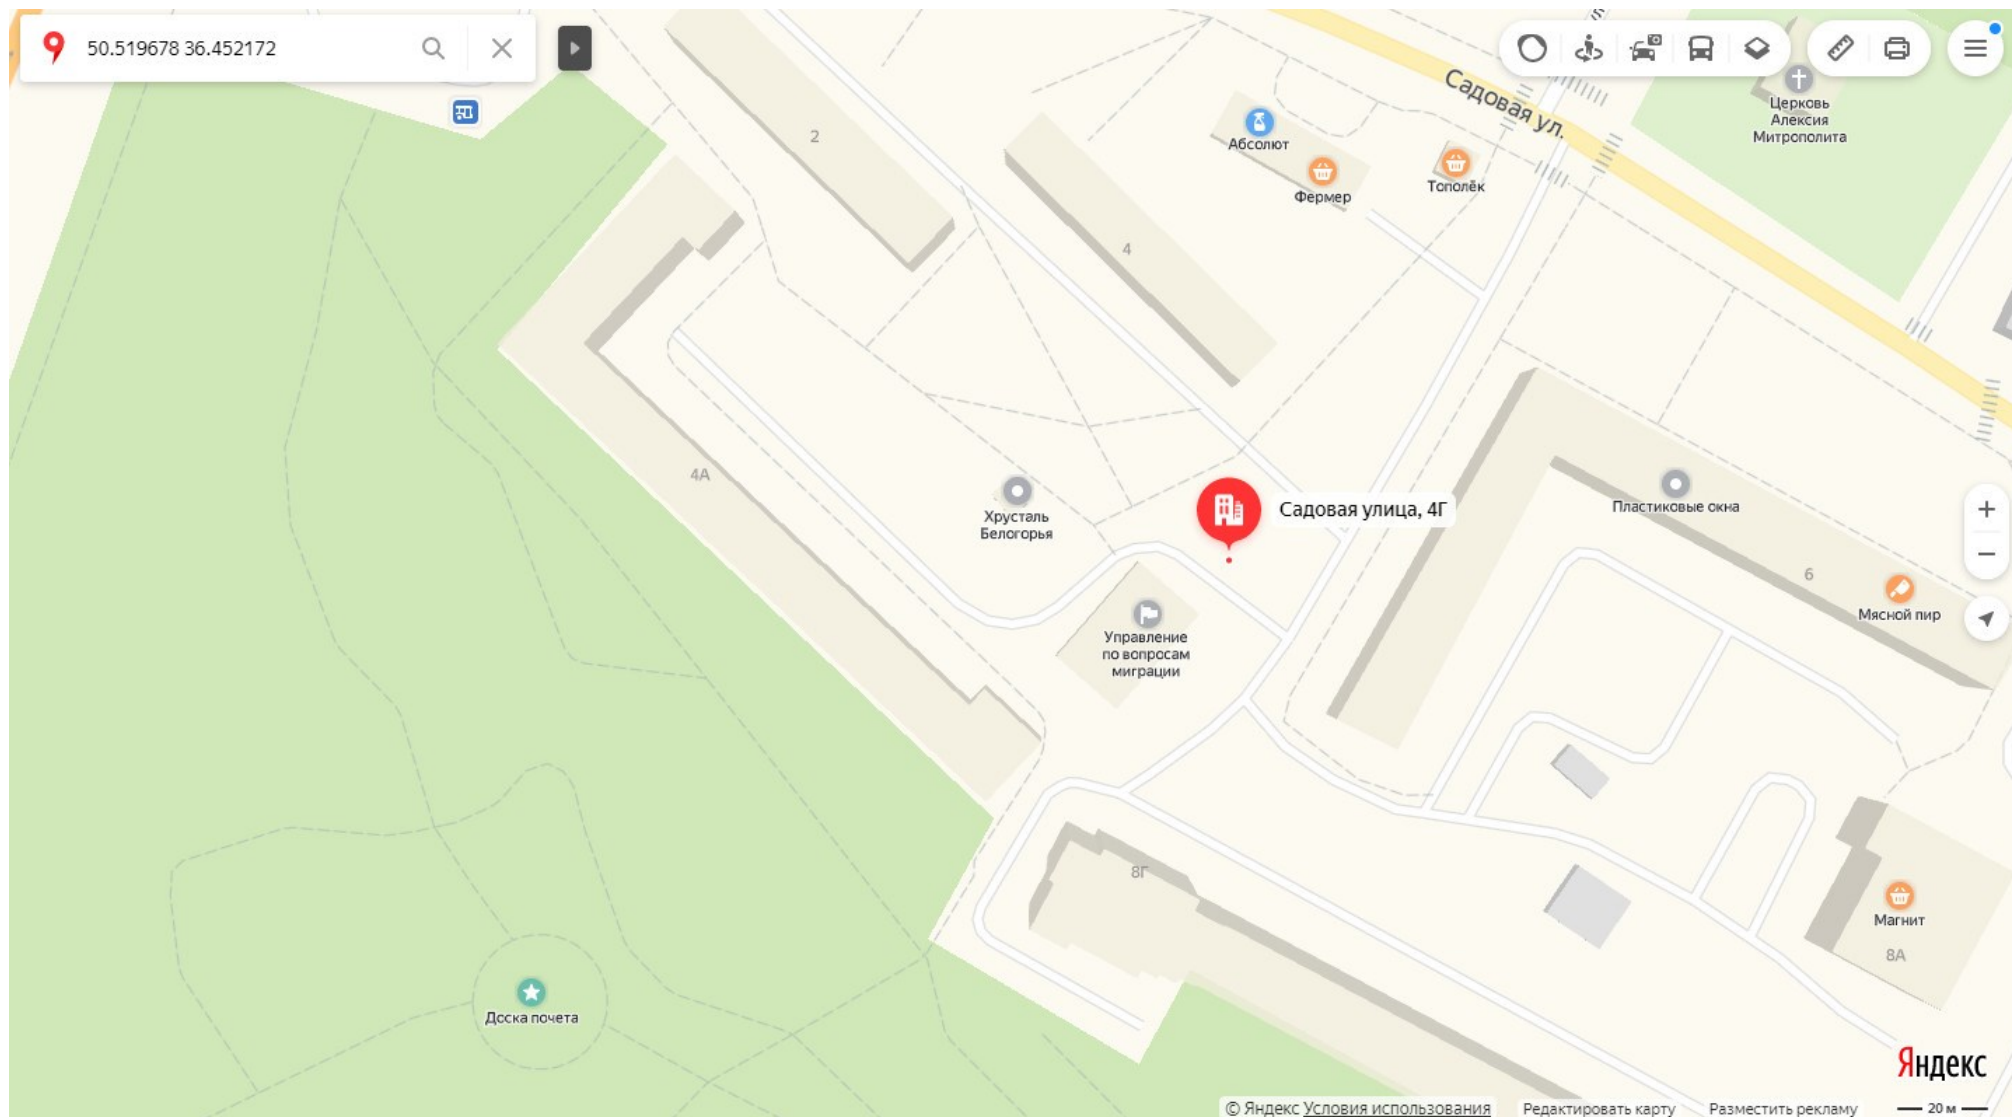 50.519678 36.452172
Садовая ул.
Церковь
Алексия
Митрополита
2
Абсолют
Фермер
Тополёк
4
4А
Хрусталь
Белогорья
Садовая улица, 4Г
Пластиковые окна
6
Мясной пир
Управление
по вопросам
миграции
8Г
Магнит
8А
Доска почета
Яндекс
© Яндекс Условия использования
Редактировать карту
Разместить рекламу
20 м